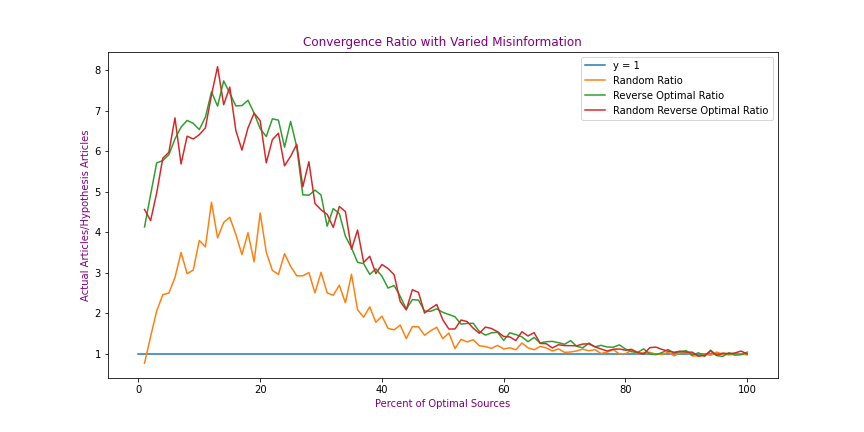 Convergence Ratio with Varied Misinformation
y = 1
Random Ratio
Reverse Optimal Ratio
Random Reverse Optimal Ratio
Actual Articles/Hypothesis Articles
8
7
6
5
4
3
2
1
0 20 40 60 80 100
Percent of Optimal Sources